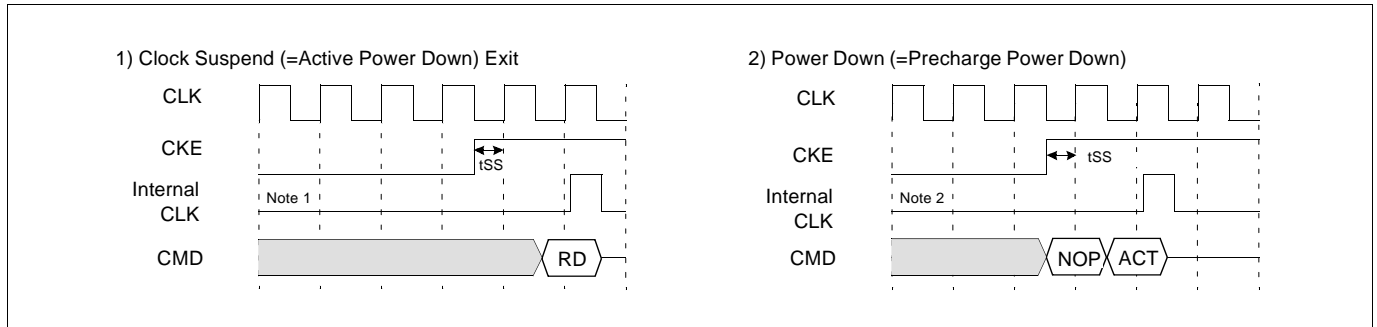 1) Clock Suspend (=Active Power Down) Exit
CLK
CKE
tSS
Internal
CLK
Note 1
CMD
RD
2) Power Down (=Precharge Power Down)
CLK
CKE
tSS
Internal
CLK
Note 2
CMD
NOP
ACT